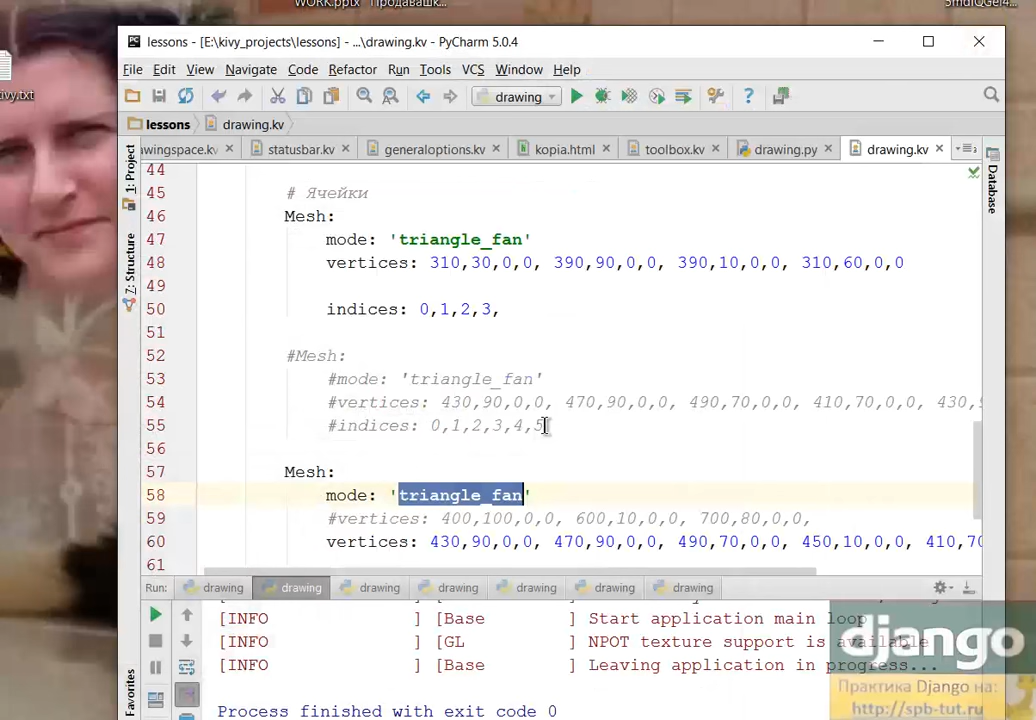 WORK.pptx Продавашк...
ivy.txt
lessons - [E:\kivy_projects\lessons] - ...\drawing.kv - PyCharm 5.0.4
File Edit View Navigate Code Refactor Run Tools VCS Window Help
drawing
lessons drawing.kv
awingspace.kv statusbar.kv generaloptions.kv kopia.html toolbox.kv drawing.py drawing.kv
1: Project
7: Structure
Favorites
Database
44
45 # Ячейки
46 Mesh:
47 mode: 'triangle_fan'
48 vertices: 310,30,0,0, 390,90,0,0, 390,10,0,0, 310,60,0,0
49
50 indices: 0,1,2,3,
51
52 #Mesh:
53 #mode: 'triangle_fan'
54 #vertices: 430,90,0,0, 470,90,0,0, 490,70,0,0, 410,70,0,0, 430,9
55 #indices: 0,1,2,3,4,5
56
57 Mesh:
58 mode: 'triangle_fan'
59 #vertices: 400,100,0,0, 600,10,0,0, 700,80,0,0,
60 vertices: 430,90,0,0, 470,90,0,0, 490,70,0,0, 450,10,0,0, 410,70
61
Run: drawing drawing drawing drawing drawing drawing drawing
[INFO ] [Base ] Start application main loop
[INFO ] [GL ] NPOT texture support is available
[INFO ] [Base ] Leaving application in progress...
Process finished with exit code 0
django
Практика Django на:
http://spb-tut.ru